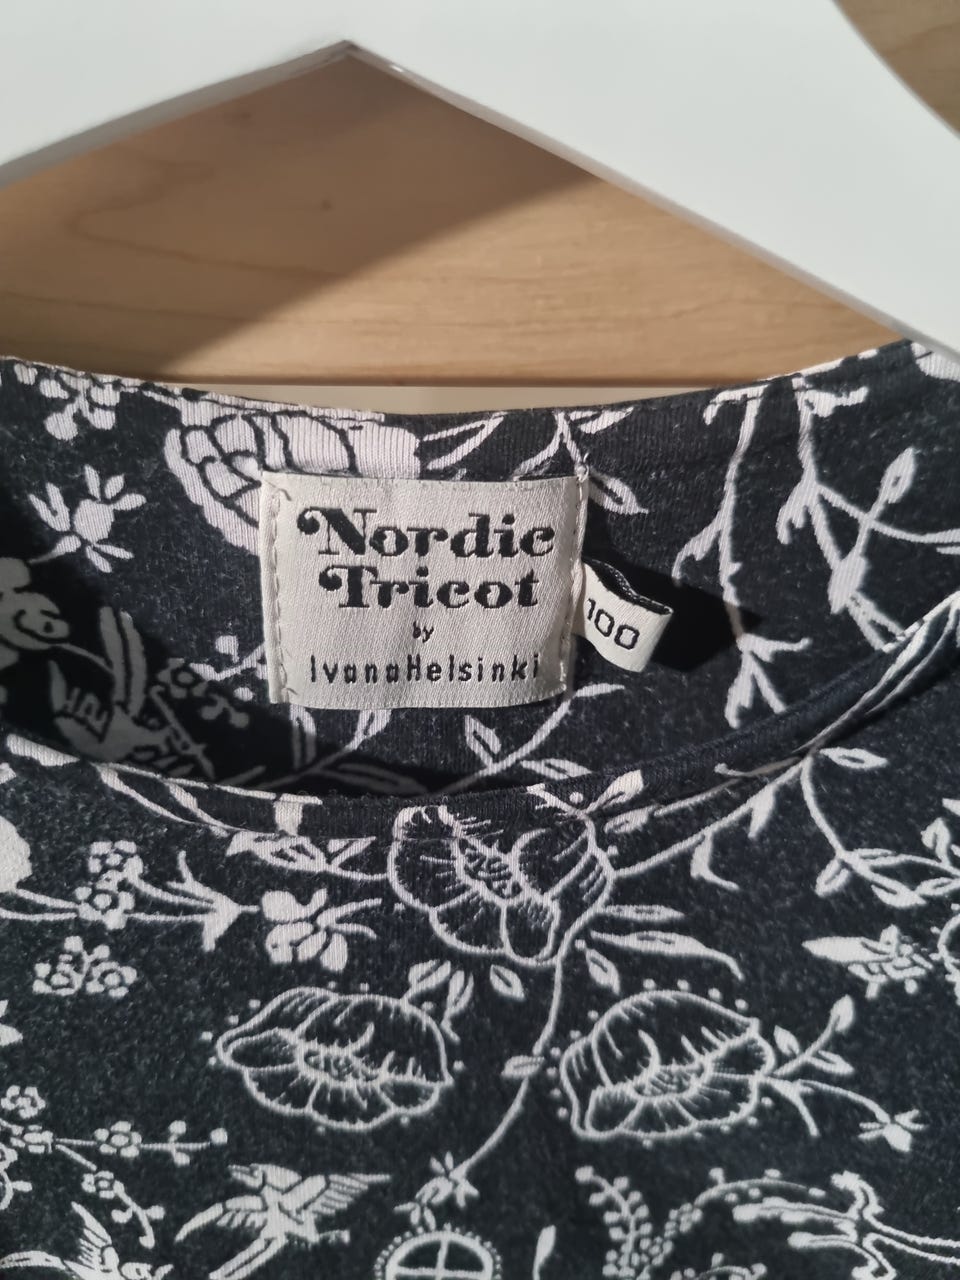 Nordic
Tricot
by
IvanaHelsinki
100